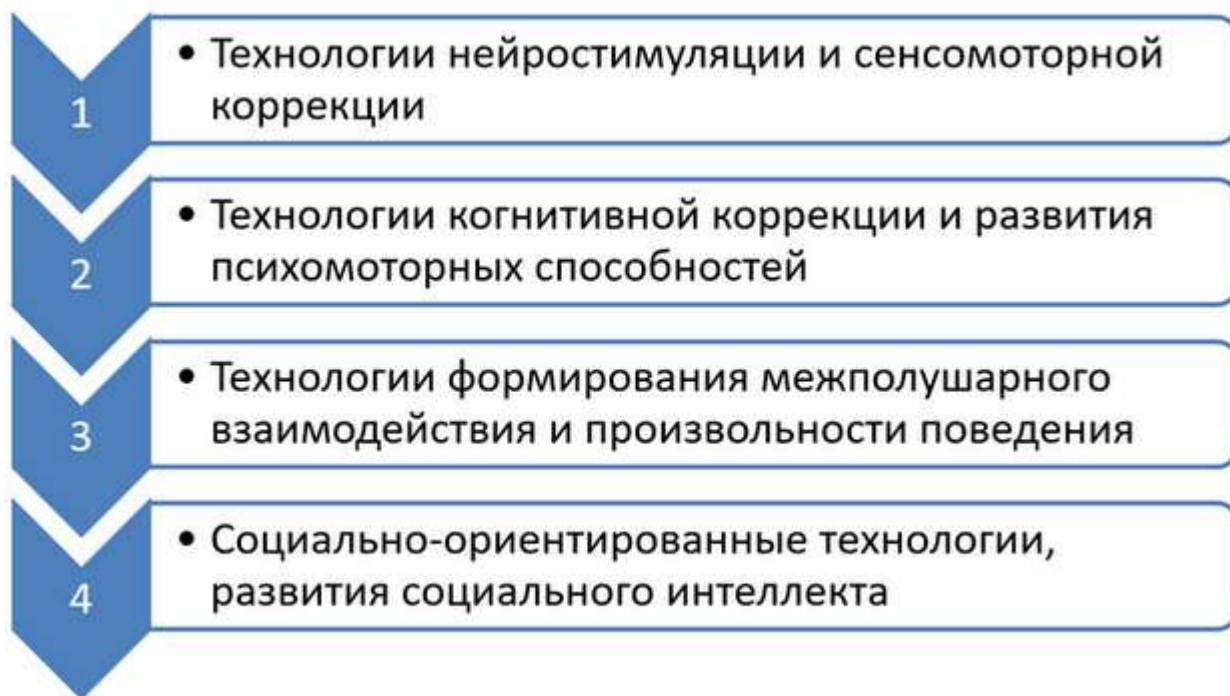 1
• Технологии нейростимуляции и сенсомоторной
коррекции
2
• Технологии когнитивной коррекции и развития
психомоторных способностей
3
• Технологии формирования межполушарного
взаимодействия и произвольности поведения
4
• Социально-ориентированные технологии,
развития социального интеллекта